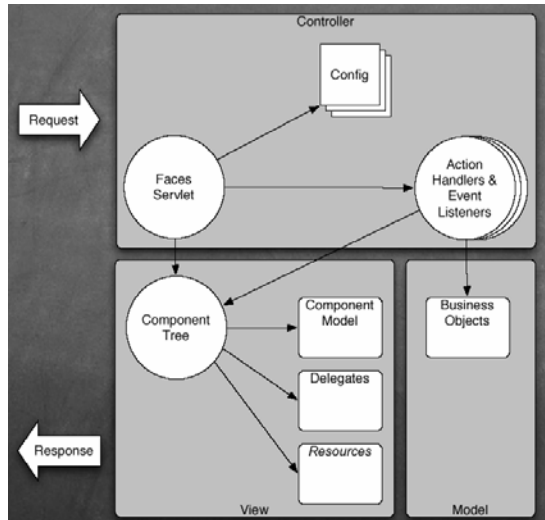 Controller
Config
Request
Faces
Servlet
Action
Handlers &
Event
Listeners
Component
Tree
Component
Model
Business
Objects
Delegates
Response
Resources
View
Model